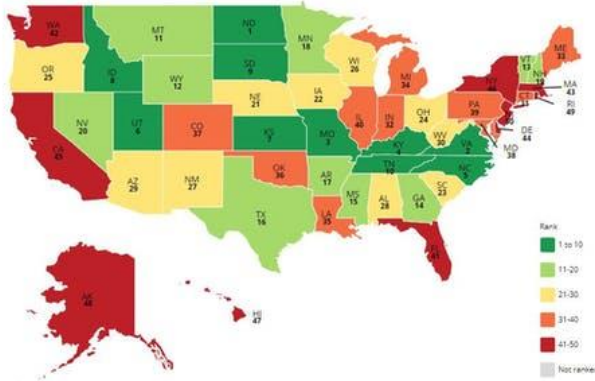 WA
42
OR
25
CA
45
NV
20
ID
8
MT
11
WY
12
UT
6
AZ
29
CO
37
NM
27
ND
1
SD
9
NE
21
KS
7
OK
36
TX
16
MN
18
IA
22
MO
3
AR
17
LA
35
WI
26
IL
40
MI
34
IN
32
OH
24
KY
4
TN
10
MS
15
AL
28
GA
14
FL
41
SC
23
NC
5
VA
2
WV
30
PA
39
NY
VT
13
NH
19
ME
33
MA
43
RI
49
DE
44
MD
38
AK
48
HI
47
Rank
1 to 10
11-20
21-30
31-40
41-50
Not ranked